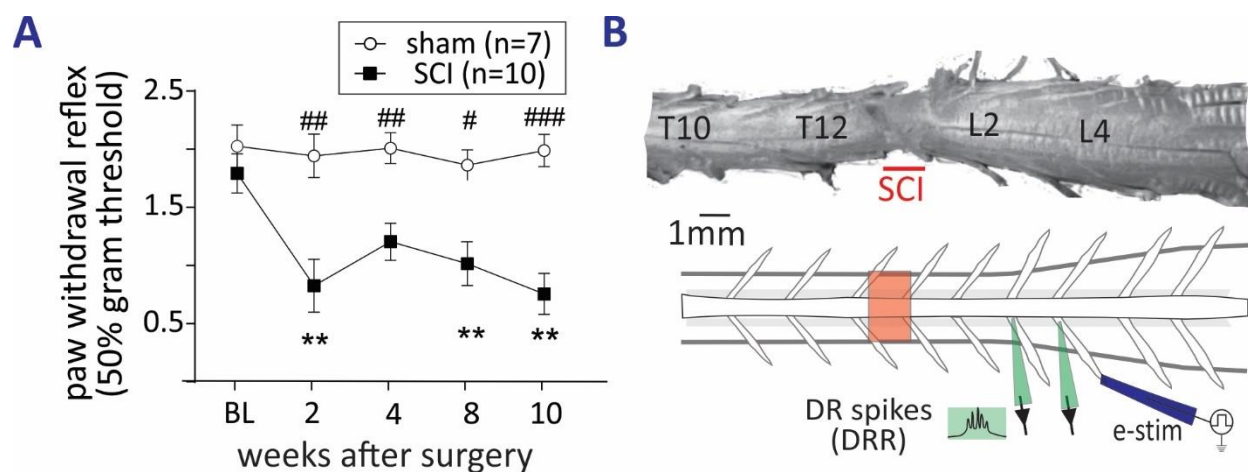 A
sham (n=7)
SCI (n=10)
paw withdrawal reflex
(50% gram threshold)
2.5
1.5
0.5
## ## # ###
** ** **
BL 2 4 8 10
weeks after surgery
B
T10 T12 L2 L4
SCI
1mm
DR spikes
(DRR)
e-stim